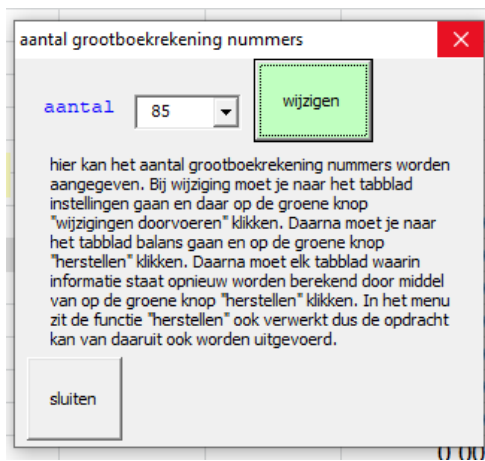 aantal grootboekrekening nummers
aantal 85 wijzigen
hier kan het aantal grootboekrekening nummers worden
aangegeven. Bij wijziging moet je naar het tabblad
instellingen gaan en daar op de groene knop
"wijzigingen doorvoeren" klikken. Daarna moet je naar
het tabblad balans gaan en op de groene knop
"herstellen" klikken. Daarna moet elk tabblad waarin
informatie staat opnieuw worden berekend door middel
van op de groene knop "herstellen" klikken. In het menu
zit de functie "herstellen" ook verwerkt dus de opdracht
kan van daaruit ook worden uitgevoerd.
sluiten